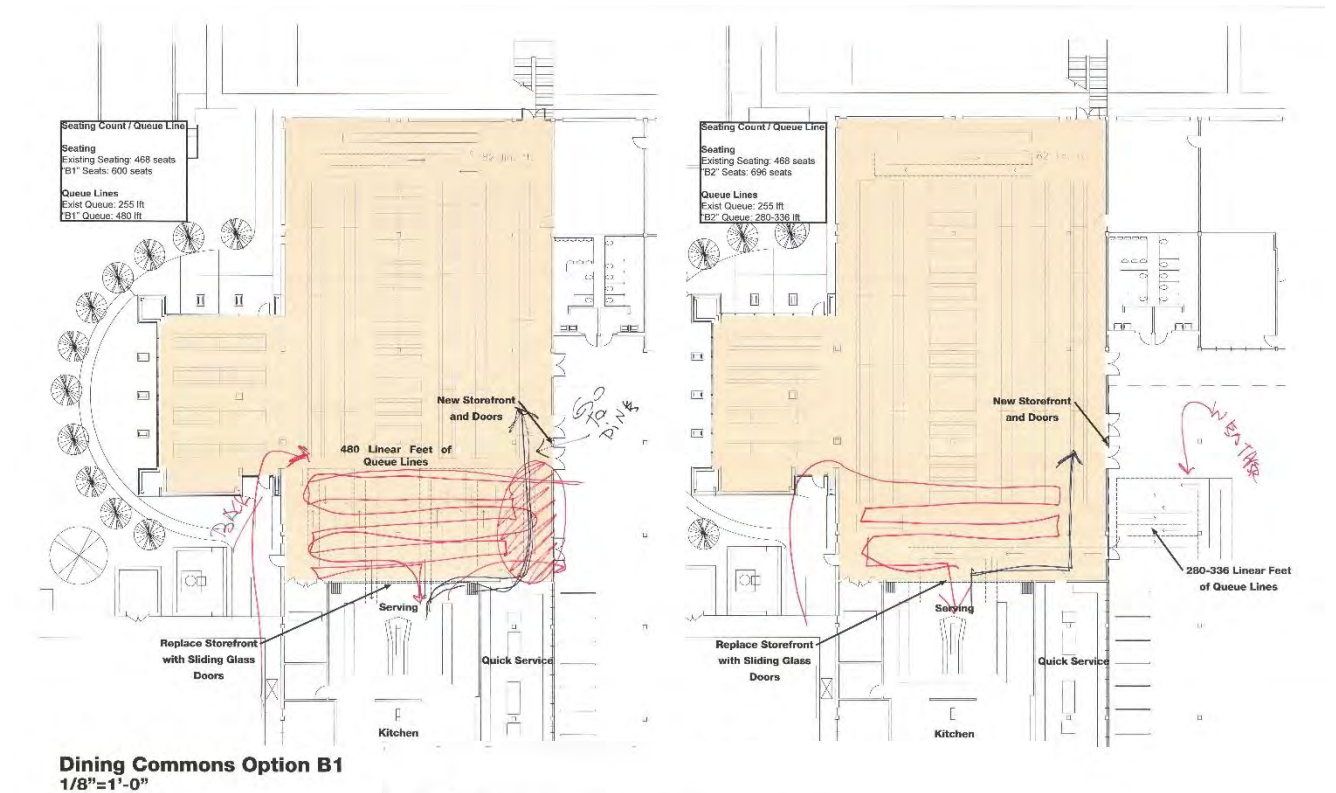 Seating Count / Queue Line
Seating
Existing Seating: 468 seats
"B1" Seats: 600 seats
Queue Lines
Exist Queue: 255 lft
"B1" Queue: 480 lft
New Storefront
and Doors
GO
TO
DINE
480 Linear Feet of
Queue Lines
BACK
Serving
Replace Storefront
with Sliding Glass
Doors
Quick Service
Kitchen
Dining Commons Option B1
1/8"=1'-0"
Seating Count / Queue Line
Seating
Existing Seating: 468 seats
"B2" Seats: 696 seats
Queue Lines
Exist Queue: 255 lft
"B2" Queue: 280-336 lft
New Storefront
and Doors
WEATHER
280-336 Linear Feet
of Queue Lines
Serving
Replace Storefront
with Sliding Glass
Doors
Quick Service
Kitchen